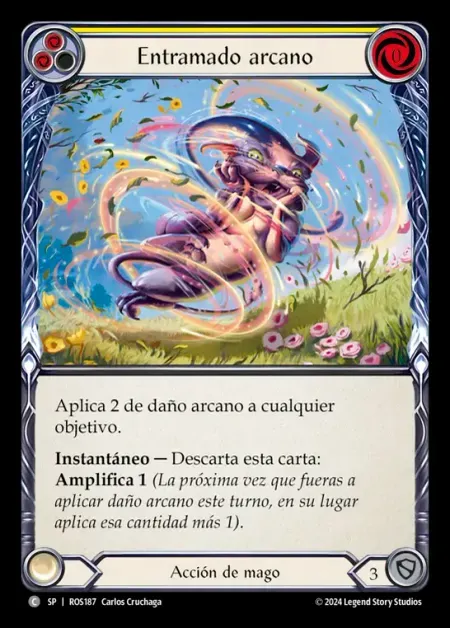 Entramado arcano
Aplica 2 de daño arcano a cualquier
objetivo.
Instantáneo — Descarta esta carta:
Amplifica 1 (La próxima vez que fueras a
aplicar daño arcano este turno, en su lugar
aplica esa cantidad más 1).
Acción de mago
3
C SP | ROS187 Carlos Cruchaga
© 2024 Legend Story Studios